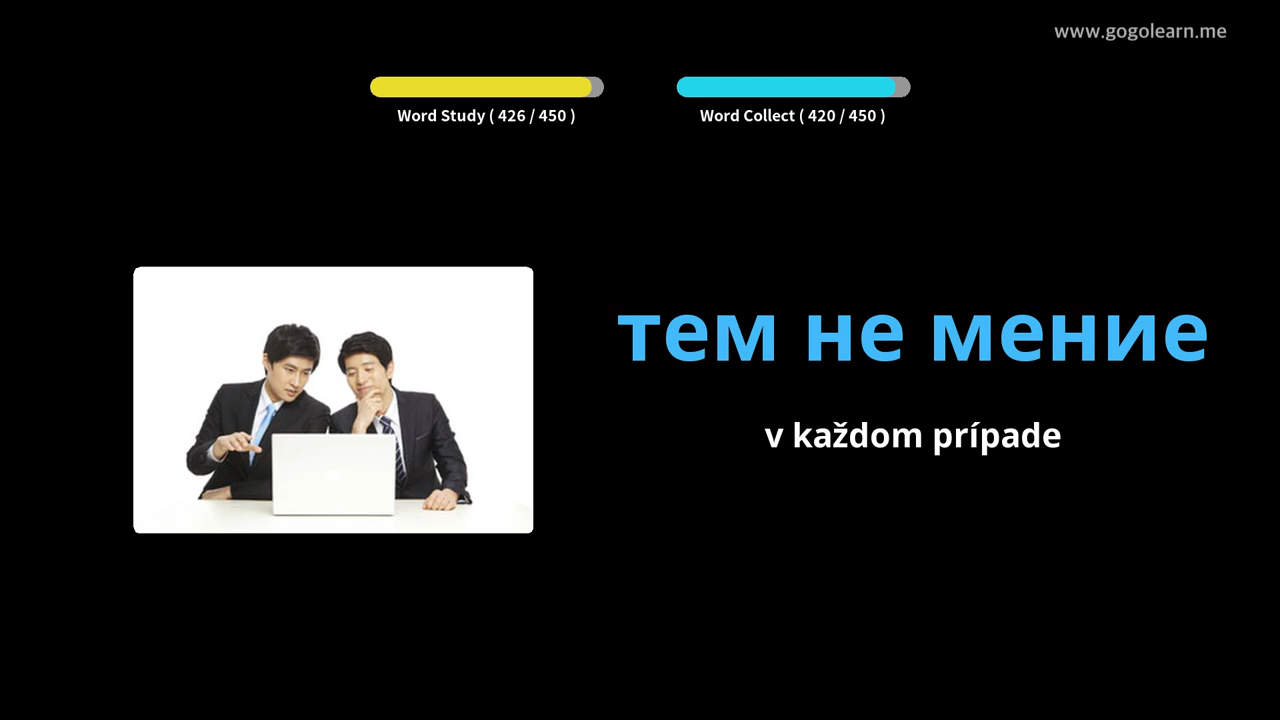 www.gogolearn.me
Word Study ( 426 / 450 )
Word Collect ( 420 / 450 )
тем не мение
v každom prípade